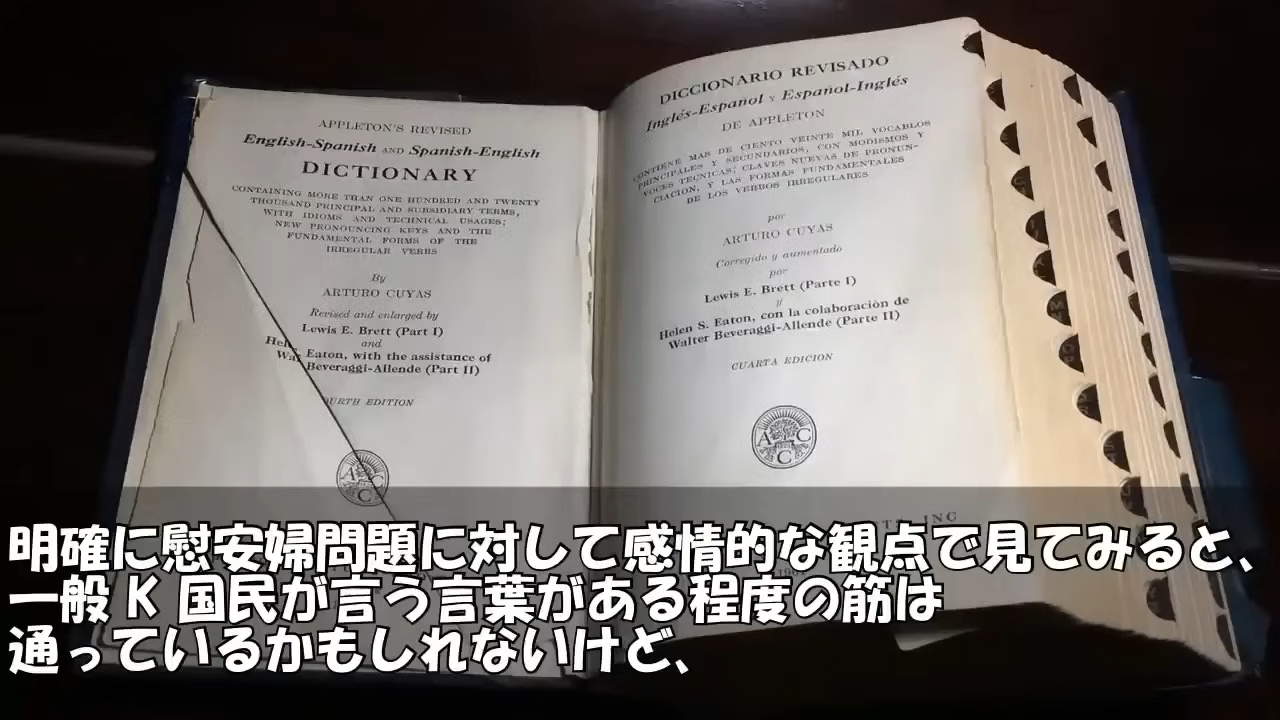 APPLETON'S REVISED
English-Spanish AND Spanish-English
DICTIONARY
CONTAINING MORE THAN ONE HUNDRED AND TWENTY
THOUSAND PRINCIPAL AND SUBSIDIARY TERMS,
WITH IDIOMS AND TECHNICAL USAGES;
NEW PRONOUNCING KEYS AND THE
FUNDAMENTAL FORMS OF THE
IRREGULAR VERBS
By
ARTURO CUYAS
Revised and enlarged by
Lewis E. Brett (Part I)
and
Eaton, with the assistance of
Beveraggi-Allende (Part II)
EDITION
A C C
DICCIONARIO REVISADO
Inglés-Español Y Español-Inglés
DE APPLETON
CONTIENE MAS DE CIENTO VEINTE MIL VOCABLOS
PRINCIPALES Y SECUNDARIOS, CON MODISMOS Y
VOCES TECNICAS; CLAVES NUEVAS DE PRONUN-
CIACION, Y LAS FORMAS FUNDAMENTALES
DE LOS VERBOS IRREGULARES
por
ARTURO CUYAS
Corregido y aumentado
por
Lewis E. Brett (Parte I)
y
Helen S. Eaton, con la colaboración de
Walter Beveraggi-Allende (Parte II)
CUARTA EDICION
A C C
INC
明確に慰安婦問題に対して感情的な観点で見てみると、
一般 K 国民が言う言葉がある程度の筋は
通っているかもしれないけど、